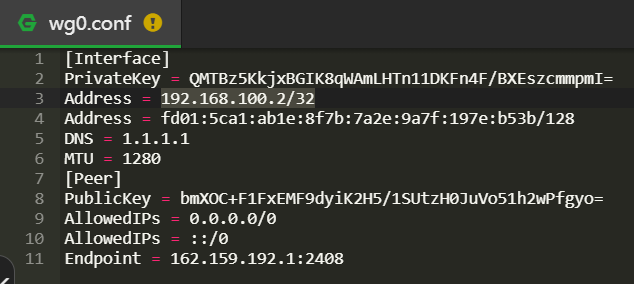 wg0.conf
1 [Interface]
2 PrivateKey = QMTBz5KkjxBGIK8qWAmLHTn11DKFn4F/BXEszcmmpmI=
3 Address = 192.168.100.2/32
4 Address = fd01:5ca1:ab1e:8f7b:7a2e:9a7f:197e:b53b/128
5 DNS = 1.1.1.1
6 MTU = 1280
7 [Peer]
8 PublicKey = bmXOC+F1FxEMF9dyiK2H5/1SUtzH0JuVo51h2wPfgyo=
9 AllowedIPs = 0.0.0.0/0
10 AllowedIPs = ::/0
11 Endpoint = 162.159.192.1:2408